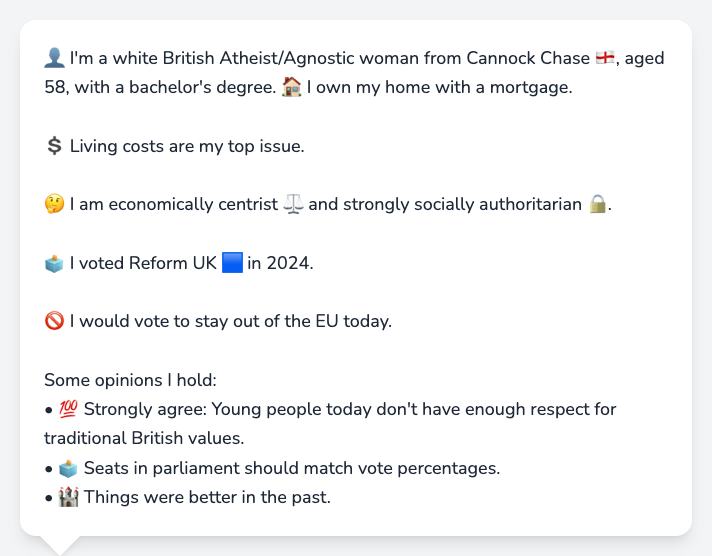 👤 I'm a white British Atheist/Agnostic woman from Cannock Chase 🏴󠁧󠁢󠁥󠁮󠁧󠁿, aged
58, with a bachelor's degree. 🏠 I own my home with a mortgage.
💲 Living costs are my top issue.
🤔 I am economically centrist ⚖️ and strongly socially authoritarian 🔒.
🗳️ I voted Reform UK 🟦 in 2024.
🚫 I would vote to stay out of the EU today.
Some opinions I hold:
• 💯 Strongly agree: Young people today don't have enough respect for
traditional British values.
• 🗳️ Seats in parliament should match vote percentages.
• 🏰 Things were better in the past.